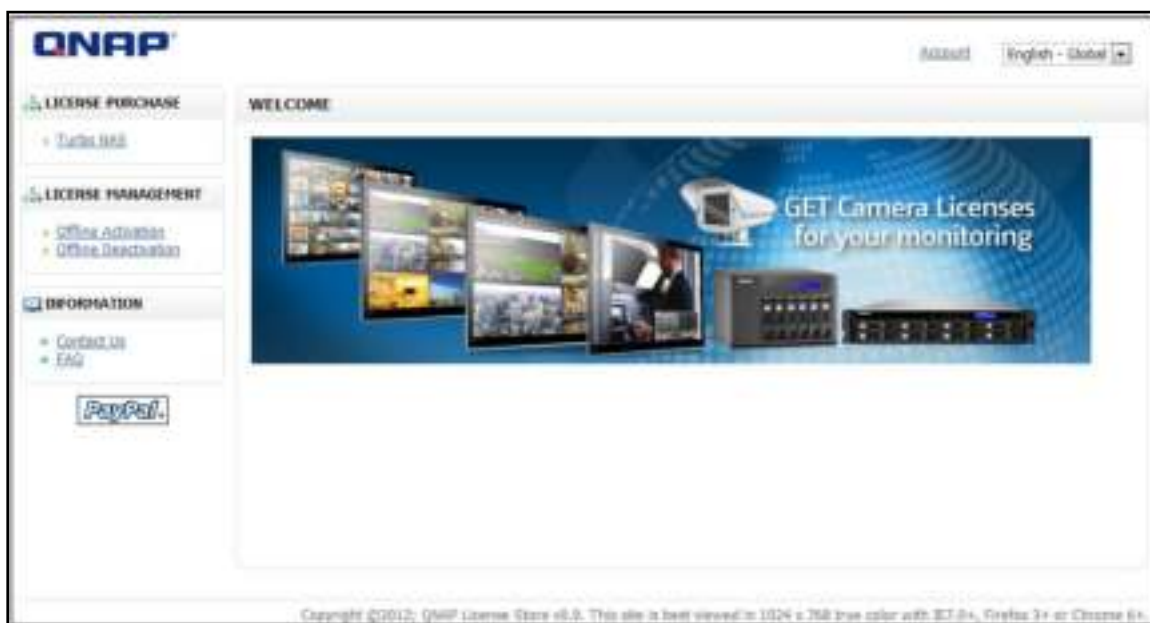 QNAP
Account
English - Global
LICENSE PURCHASE
Turbo NAS
LICENSE MANAGEMENT
Offline Activation
Offline Deactivation
INFORMATION
Contact Us
FAQ
PayPal
WELCOME
GET Camera Licenses
for your monitoring
Copyright ©2012; QNAP License Store v0.9. This site is best viewed in 1024 x 768 true color with IE7.0+, Firefox 3+ or Chrome 6+.